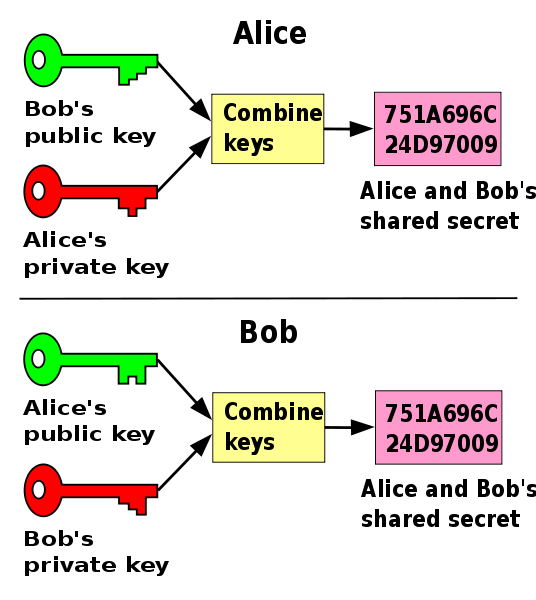 Alice
Bob's
public key
Combine
keys
751A696C
24D97009
Alice and Bob's
shared secret
Alice's
private key
Bob
Alice's
public key
Combine
keys
751A696C
24D97009
Alice and Bob's
shared secret
Bob's
private key